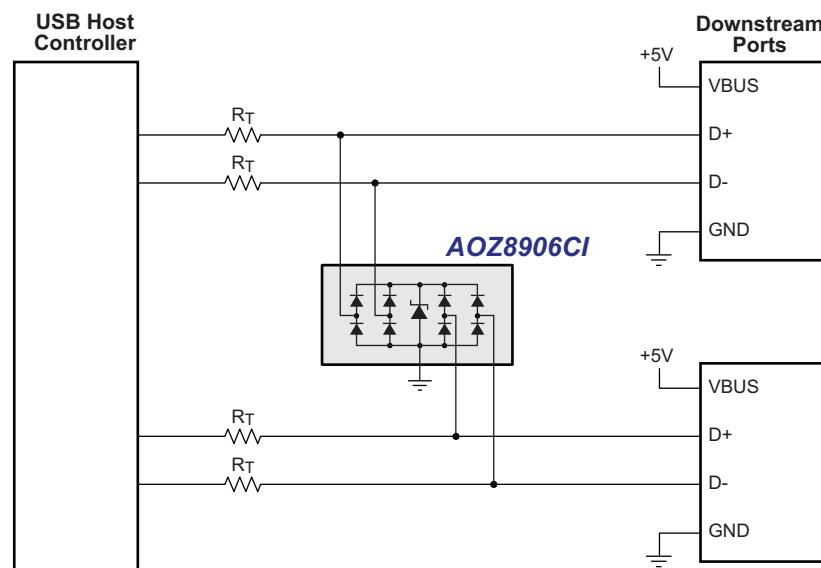 USB Host
Controller
Downstream
Ports
+5V
VBUS
RT
D+
RT
D-
GND
AOZ8906CI
+5V
VBUS
RT
D+
RT
D-
GND